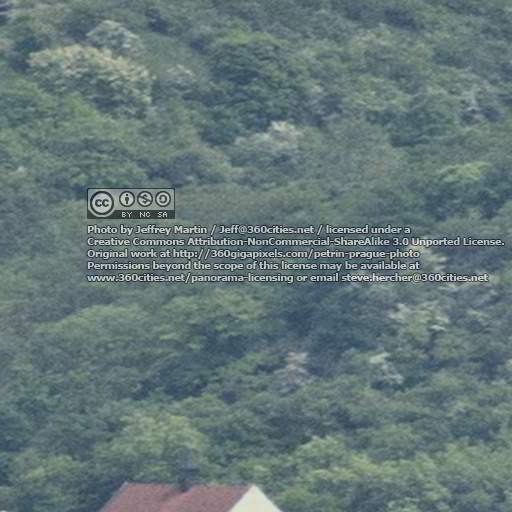 cc
BY NC SA
Photo by Jeffrey Martin / Jeff@360cities.net / licensed under a
Creative Commons Attribution-NonCommercial-ShareAlike 3.0 Unported License.
Original work at http://360gigapixels.com/petrin-prague-photo
Permissions beyond the scope of this license may be available at
www.360cities.net/panorama-licensing or email steve.hercher@360cities.net